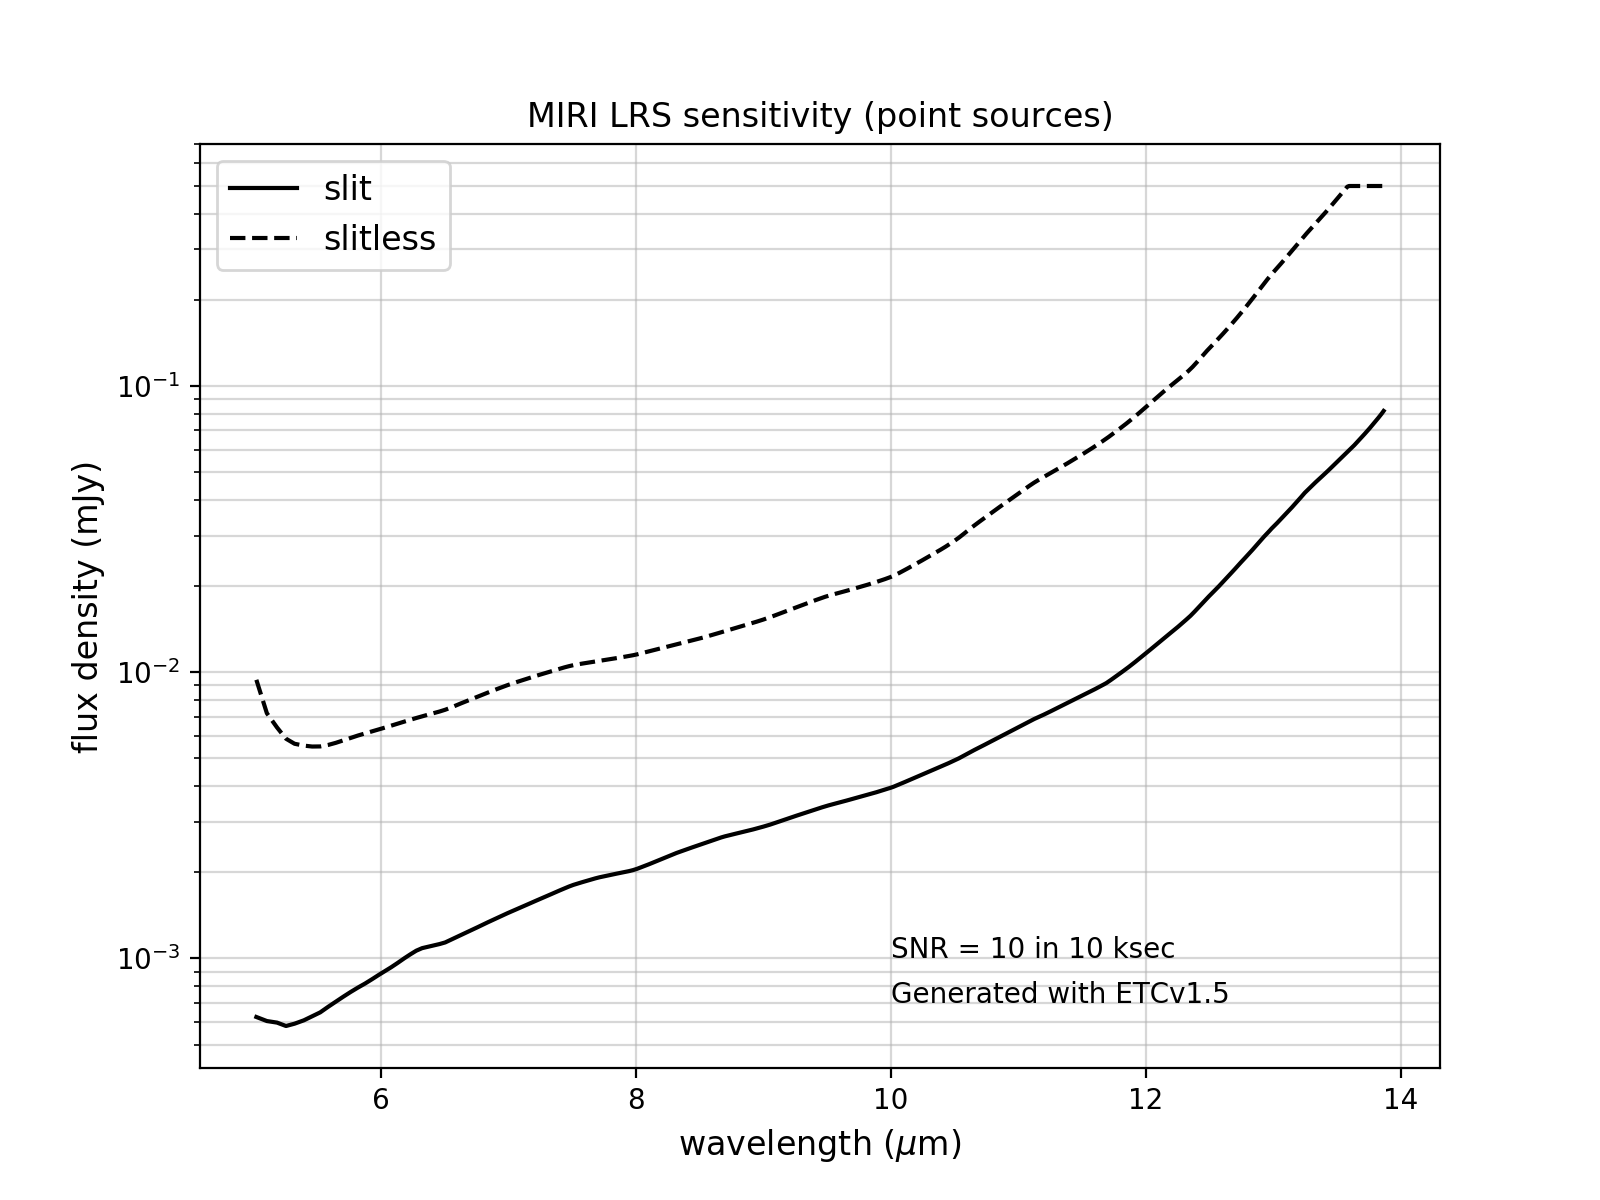 MIRI LRS sensitivity (point sources)
slit
slitless
10⁻¹
10⁻²
10⁻³
flux density (mJy)
SNR = 10 in 10 ksec
Generated with ETCv1.5
6 8 10 12 14
wavelength (μm)